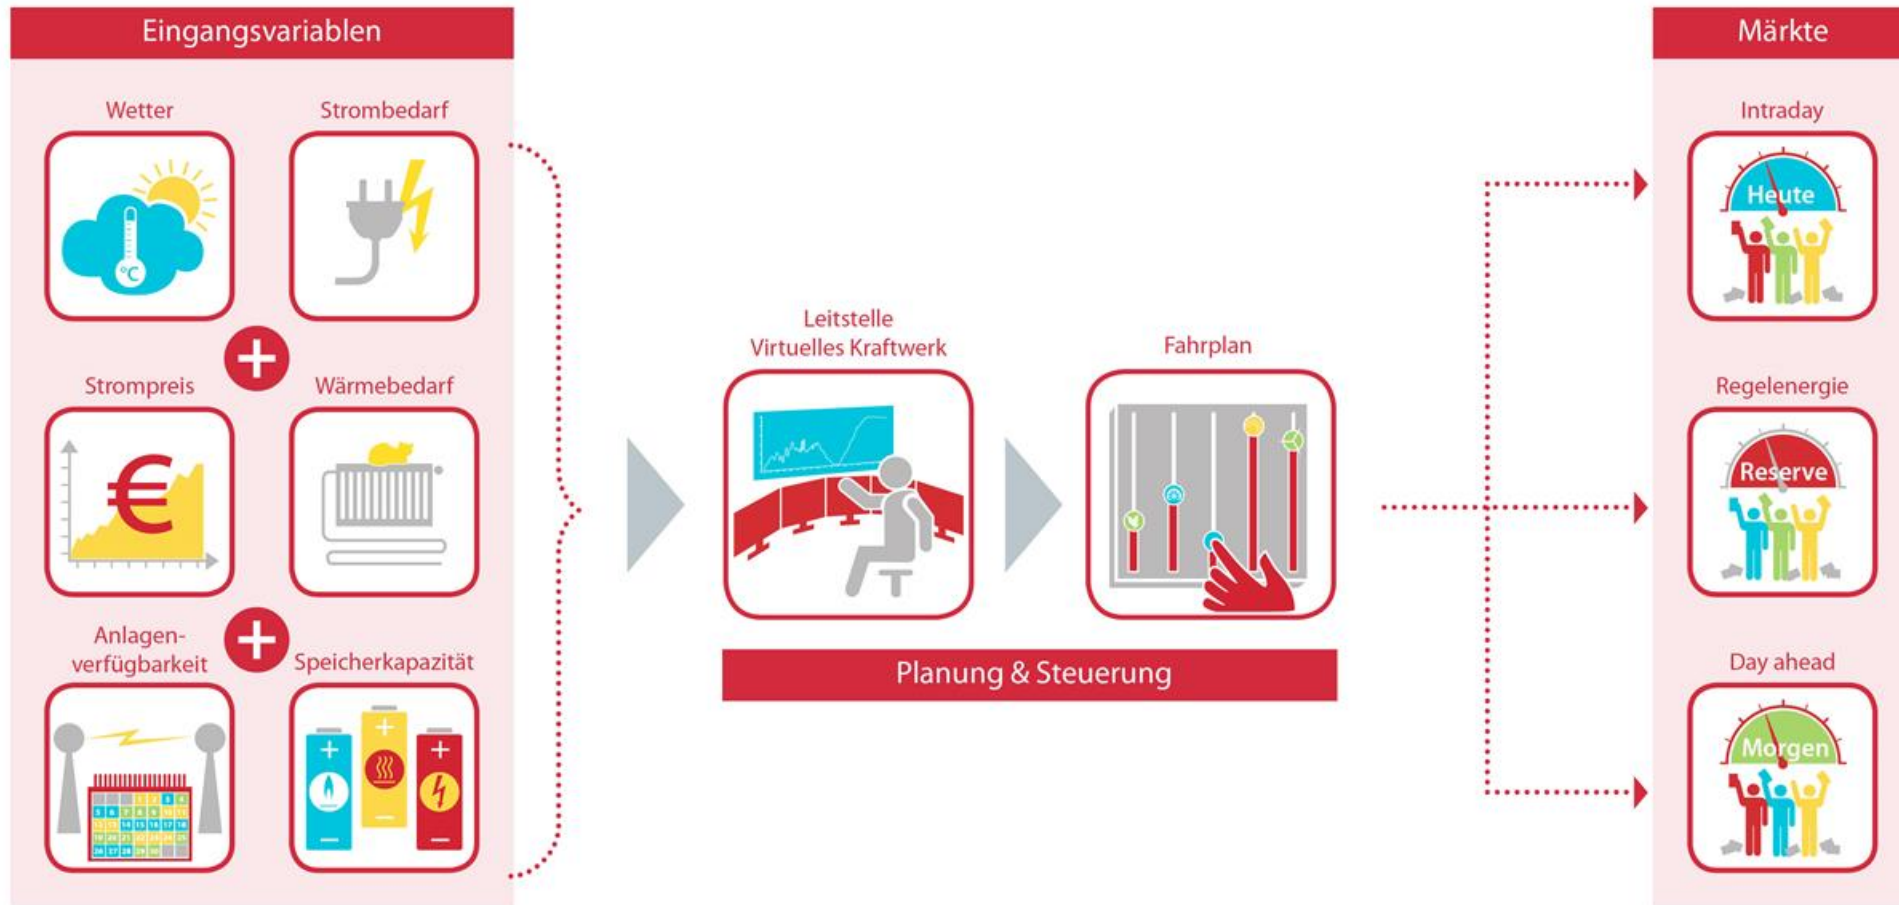 Eingangsvariablen
Wetter
Strombedarf
°C
Strompreis
Wärmebedarf
€
Anlagen-
verfügbarkeit
Speicherkapazität
Leitstelle
Virtuelles Kraftwerk
Fahrplan
Planung & Steuerung
Märkte
Intraday
Heute
Regelenergie
Reserve
Day ahead
Morgen